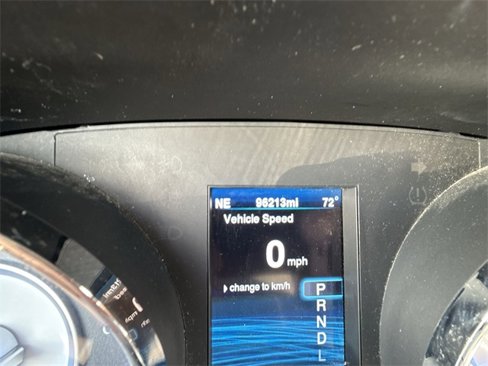 NE 96213mi 72°
Vehicle Speed
0 mph
change to km/h
P
R
N
D
L